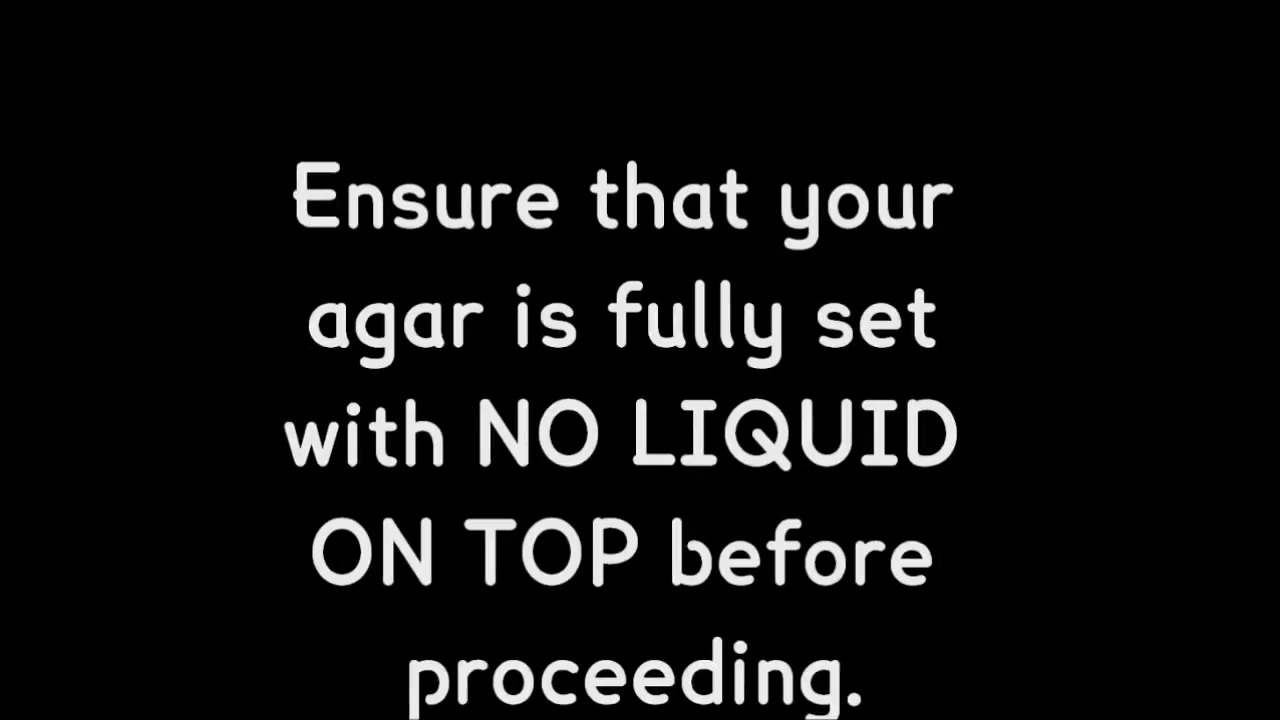 Ensure that your
agar is fully set
with NO LIQUID
ON TOP before
proceeding.